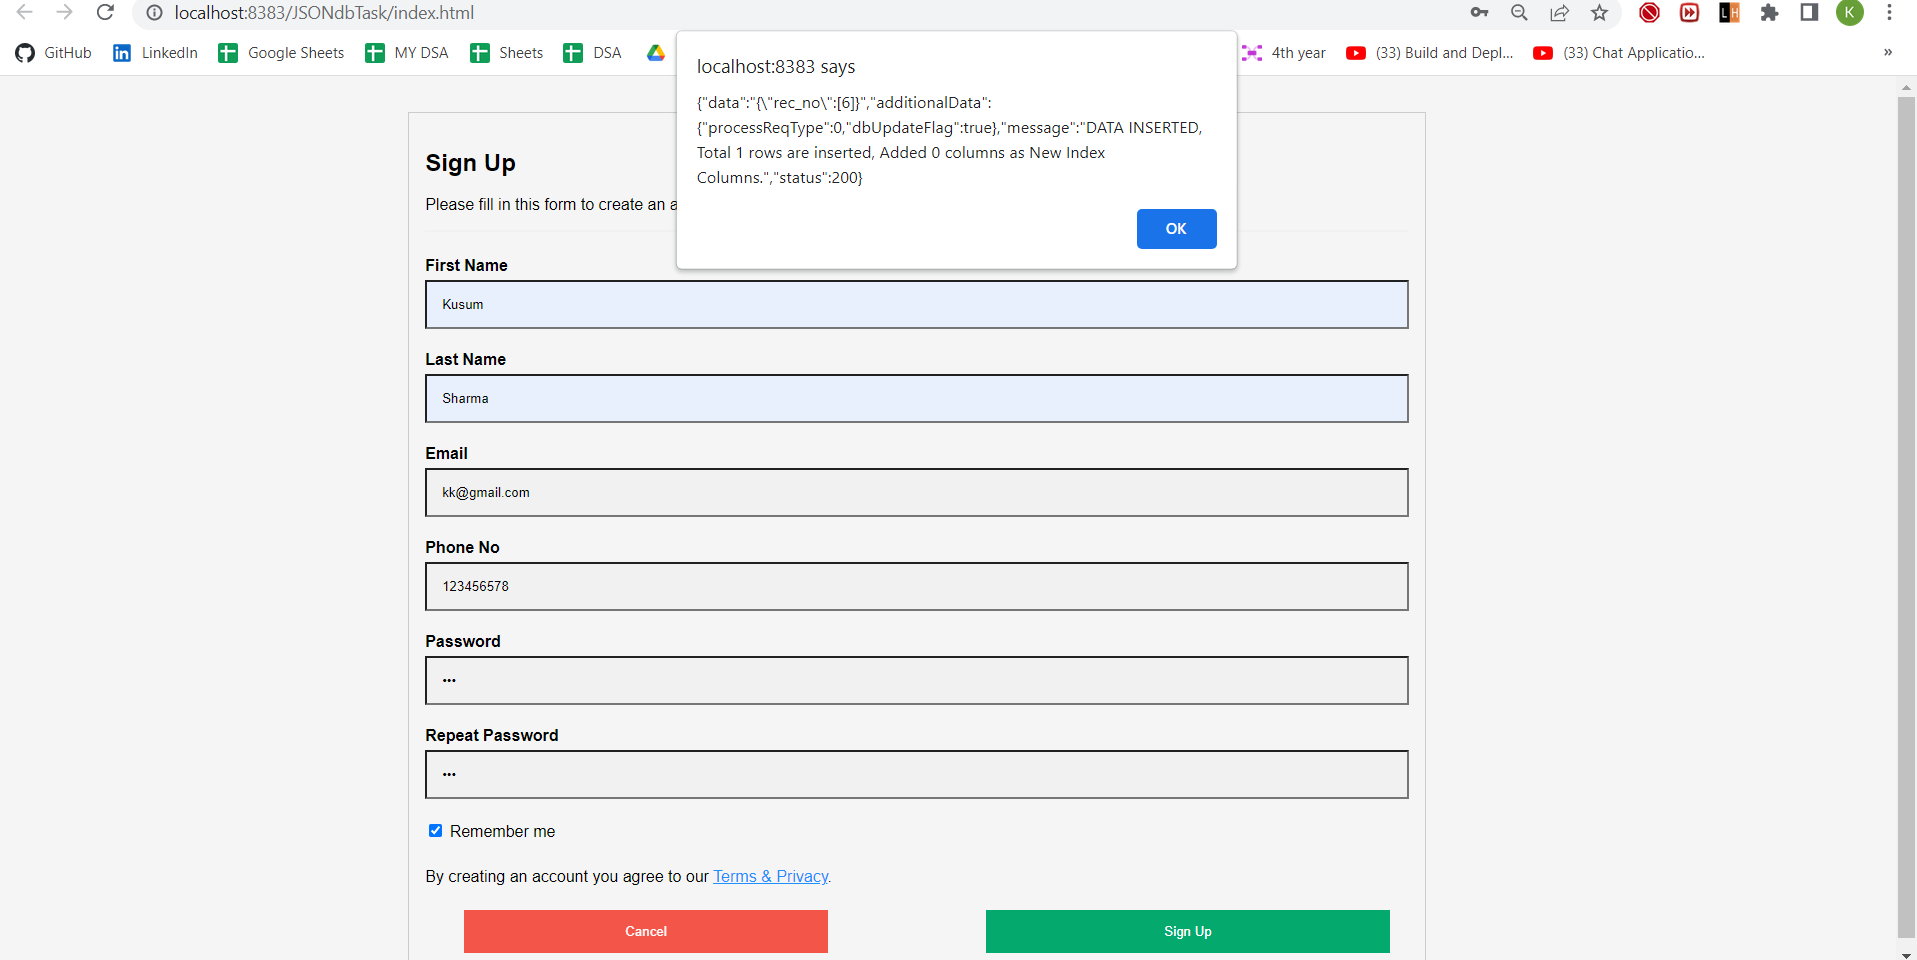 localhost:8383/JSONdbTask/index.html
K
GitHub LinkedIn Google Sheets MY DSA Sheets DSA 4th year (33) Build and Depl... (33) Chat Applicatio... »
localhost:8383 says
{"data":"{\"rec_no\":[6]}","additionalData":
{"processReqType":0,"dbUpdateFlag":true},"message":"DATA INSERTED,
Total 1 rows are inserted, Added 0 columns as New Index
Columns.","status":200}
OK
Sign Up
Please fill in this form to create an a
First Name
Kusum
Last Name
Sharma
Email
kk@gmail.com
Phone No
123456578
Password
•••
Repeat Password
•••
Remember me
By creating an account you agree to our Terms & Privacy.
Cancel Sign Up